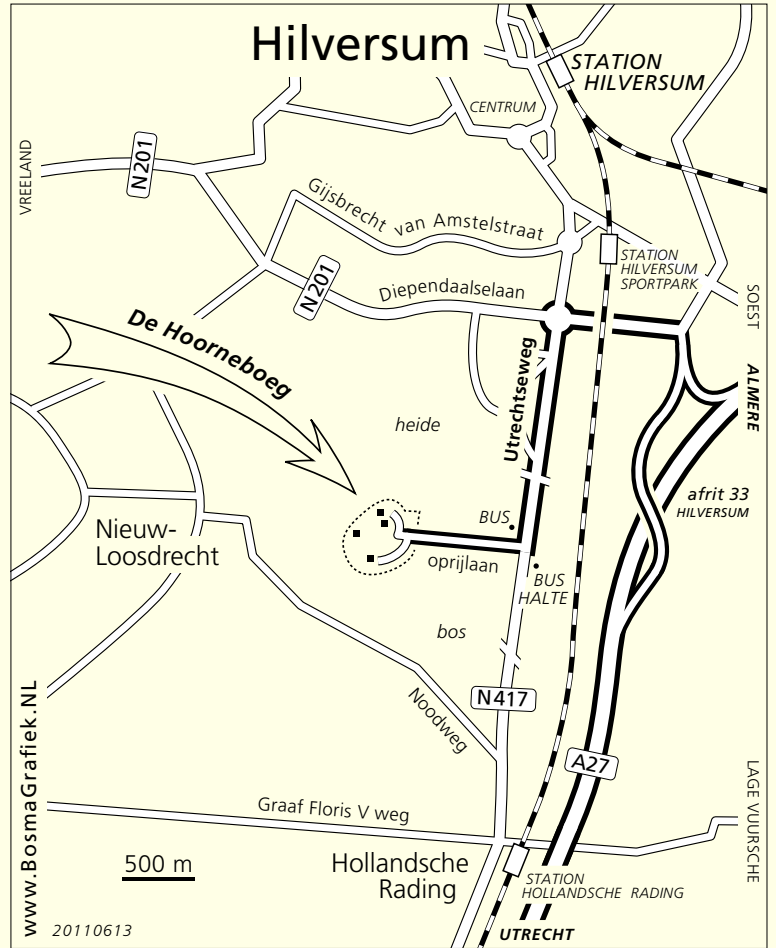 Hilversum
STATION
HILVERSUM
CENTRUM
VREELAND
N201
Gijsbrecht van Amstelstraat
STATION
HILVERSUM
SPORTPARK
SOEST
N201
Diependaalselaan
De Hoorneboeg
Utrechtseweg
ALMERE
heide
afrit 33
HILVERSUM
BUS
Nieuw-
Loosdrecht
oprijlaan
BUS
HALTE
bos
Noodweg
N417
A27
LAGE VUURSCHE
Graaf Floris V weg
500 m
Hollandsche
Rading
STATION
HOLLANDSCHE RADING
UTRECHT
www.BosmaGrafiek.NL
20110613